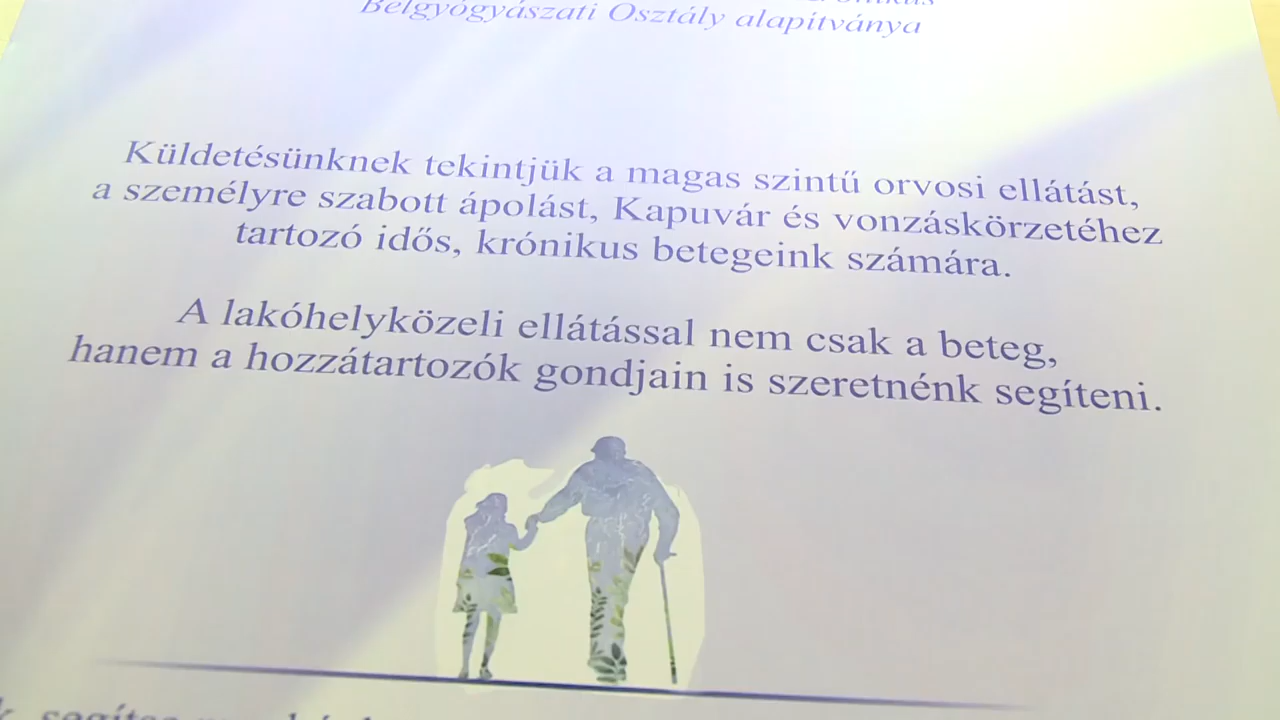 Belgyógyászati Osztály alapítványa
Küldetésünknek tekintjük a magas szintű orvosi ellátást,
a személyre szabott ápolást, Kapuvár és vonzáskörzetéhez
tartozó idős, krónikus betegeink számára.
A lakóhelyközeli ellátással nem csak a beteg,
hanem a hozzátartozók gondjain is szeretnénk segíteni.